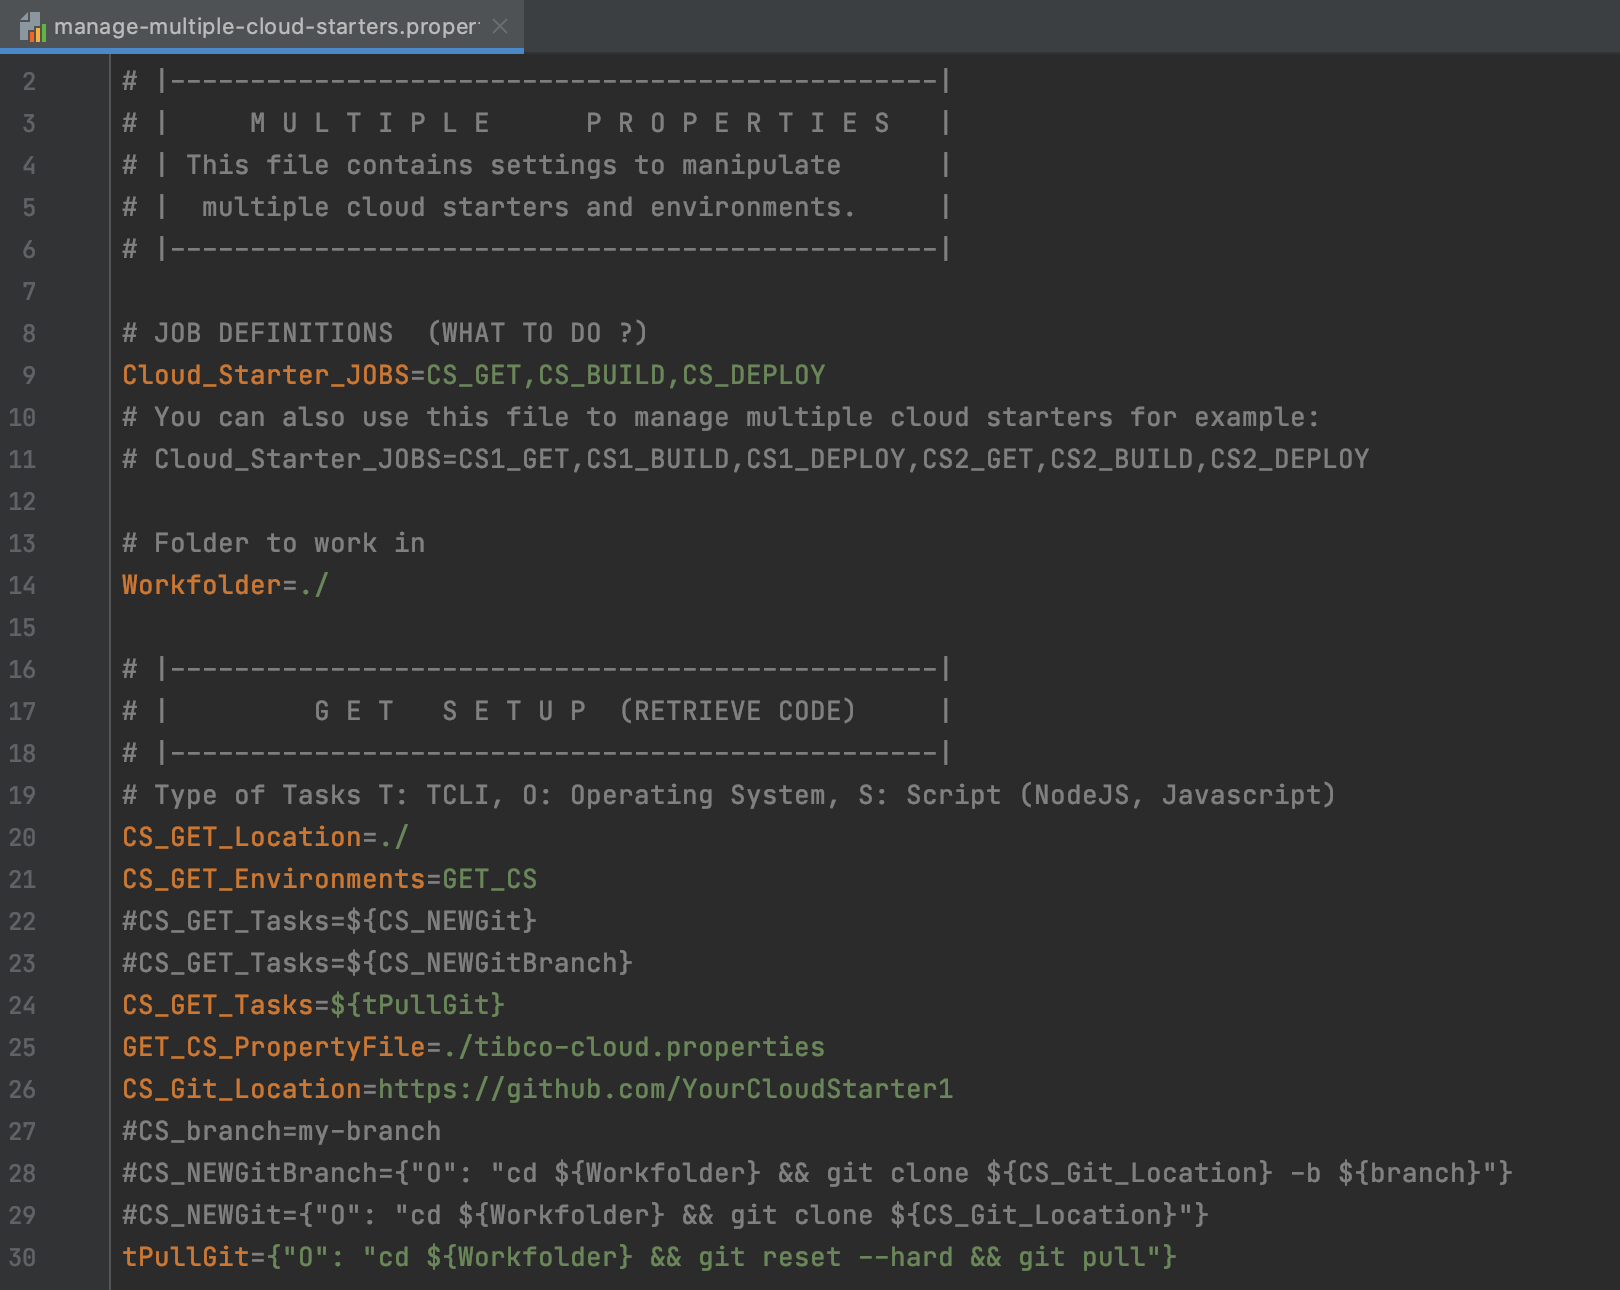 manage-multiple-cloud-starters.proper
2 # |------------------------------------------------|
3 # |     M U L T I P L E      P R O P E R T I E S   |
4 # | This file contains settings to manipulate      |
5 # |  multiple cloud starters and environments.     |
6 # |------------------------------------------------|
7
8 # JOB DEFINITIONS  (WHAT TO DO ?)
9 Cloud_Starter_JOBS=CS_GET,CS_BUILD,CS_DEPLOY
10 # You can also use this file to manage multiple cloud starters for example:
11 # Cloud_Starter_JOBS=CS1_GET,CS1_BUILD,CS1_DEPLOY,CS2_GET,CS2_BUILD,CS2_DEPLOY
12
13 # Folder to work in
14 Workfolder=./
15
16 # |------------------------------------------------|
17 # |         G E T   S E T U P  (RETRIEVE CODE)     |
18 # |------------------------------------------------|
19 # Type of Tasks T: TCLI, O: Operating System, S: Script (NodeJS, Javascript)
20 CS_GET_Location=./
21 CS_GET_Environments=GET_CS
22 #CS_GET_Tasks=${CS_NEWGit}
23 #CS_GET_Tasks=${CS_NEWGitBranch}
24 CS_GET_Tasks=${tPullGit}
25 GET_CS_PropertyFile=./tibco-cloud.properties
26 CS_Git_Location=https://github.com/YourCloudStarter1
27 #CS_branch=my-branch
28 #CS_NEWGitBranch={"O": "cd ${Workfolder} && git clone ${CS_Git_Location} -b ${branch}"}
29 #CS_NEWGit={"O": "cd ${Workfolder} && git clone ${CS_Git_Location}"}
30 tPullGit={"O": "cd ${Workfolder} && git reset --hard && git pull"}